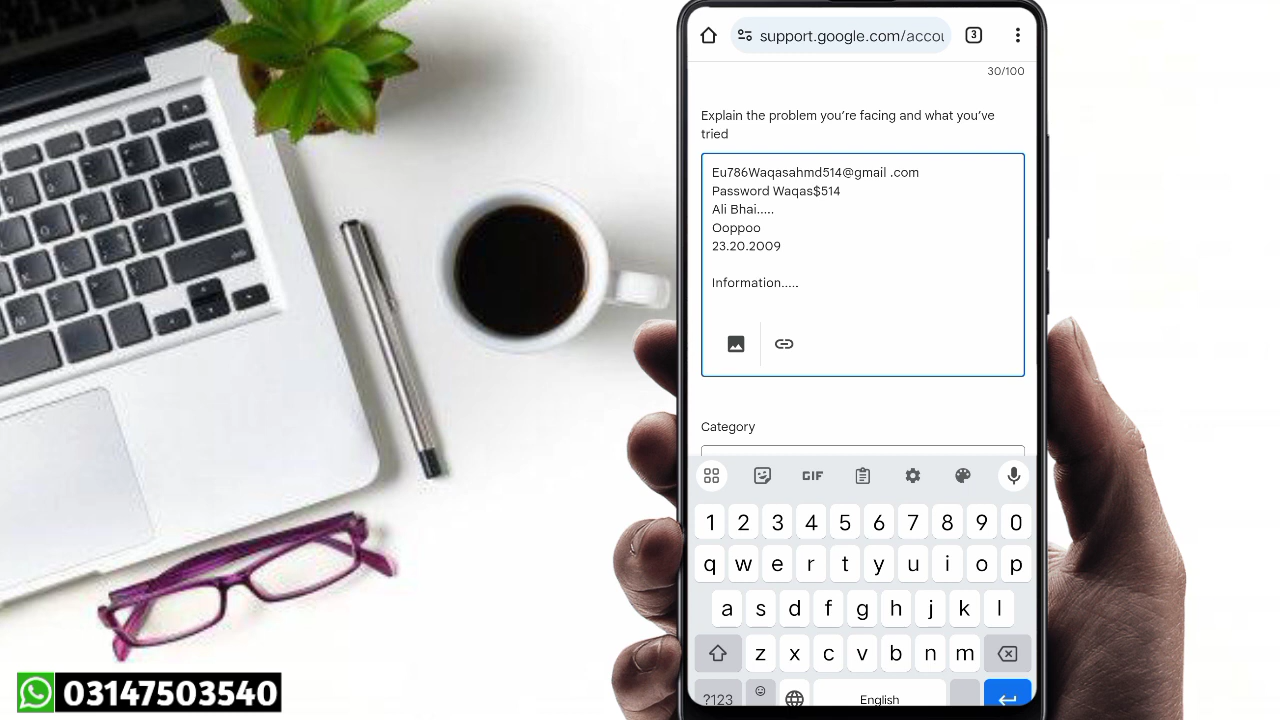 support.google.com/accou
3
30/100
Explain the problem you're facing and what you've
tried
Eu786Waqasahmd514@gmail .com
Password Waqas$514
Ali Bhai.....
Ooppoo
23.20.2009
Information.....
Category
GIF
1 2 3 4 5 6 7 8 9 0
q w e r t y u i o p
a s d f g h j k l
z x c v b n m
?123 English
03147503540